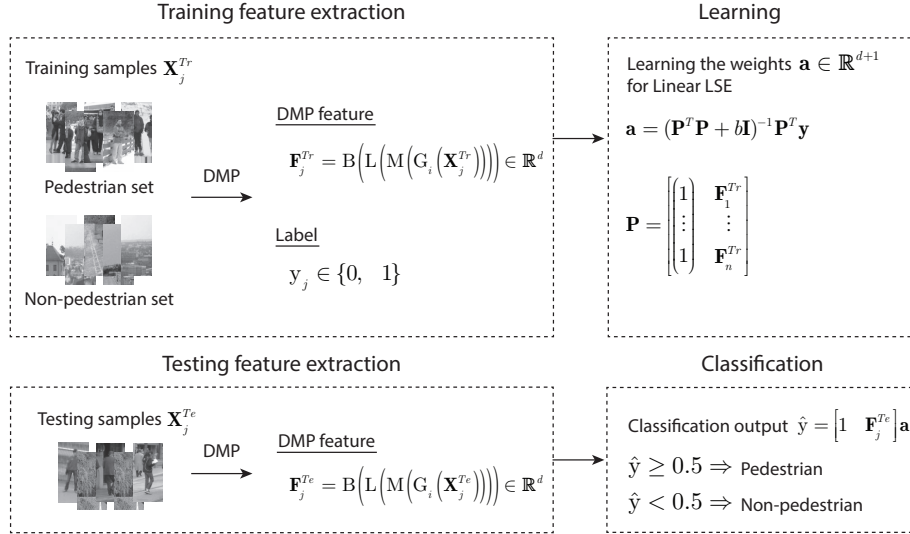 Training feature extraction
Training samples X_j^{Tr}
Pedestrian set
Non-pedestrian set
DMP
DMP feature
F_j^{Tr} = B(L(M(G_i(X_j^{Tr})))) ∈ ℝ^d
Label
y_j ∈ {0, 1}
Learning
Learning the weights a ∈ ℝ^{d+1}
for Linear LSE
a = (P^T P + bI)^{-1} P^T y
P = [(1 ⋮ 1) F_1^{Tr} ⋮ F_n^{Tr}]
Testing feature extraction
Testing samples X_j^{Te}
DMP
DMP feature
F_j^{Te} = B(L(M(G_i(X_j^{Te})))) ∈ ℝ^d
Classification
Classification output ŷ = [1 F_j^{Te}] a
ŷ ≥ 0.5 ⇒ Pedestrian
ŷ < 0.5 ⇒ Non-pedestrian